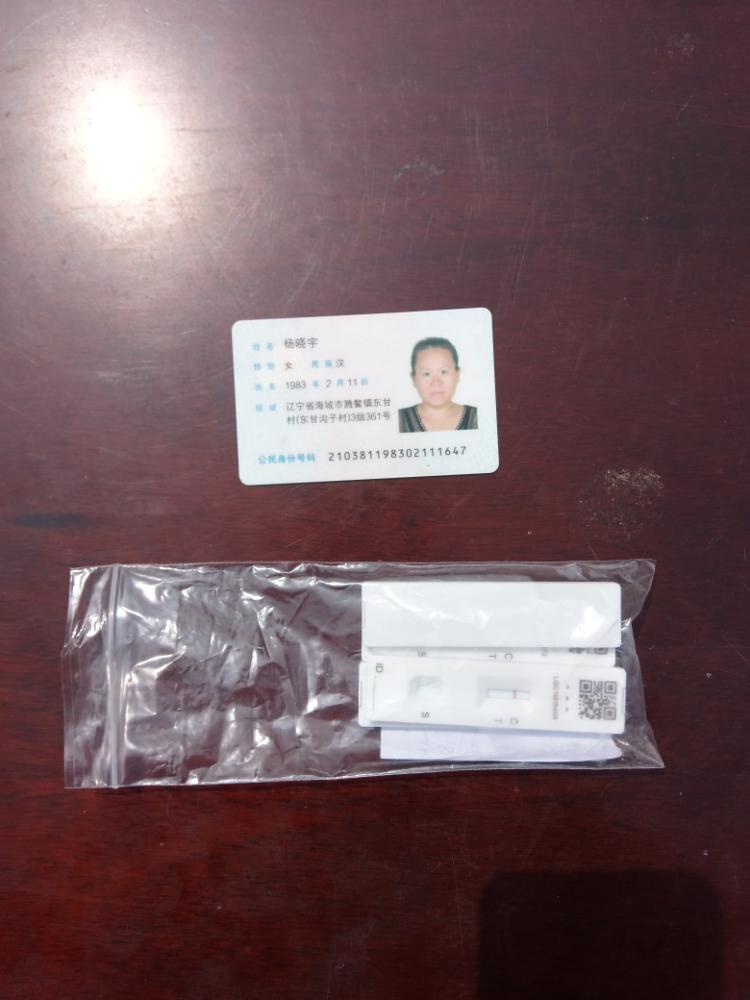 姓名 杨晓宇
性别 女 民族 汉
出生 1983 年 2 月 11 日
住址 辽宁省海城市腾鳌镇东甘
村(东甘沟子村)3组361号
公民身份号码 210381198302111647
S
T
C
ID
S
T
C